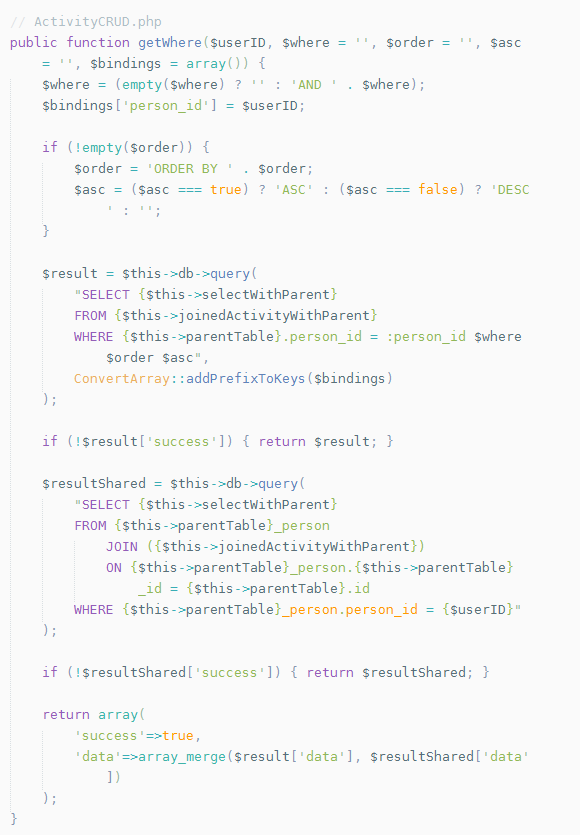 // ActivityCRUD.php
public function getWhere($userID, $where = '', $order = '', $asc
= '', $bindings = array()) {
$where = (empty($where) ? '' : 'AND ' . $where);
$bindings['person_id'] = $userID;
if (!empty($order)) {
$order = 'ORDER BY ' . $order;
$asc = ($asc === true) ? 'ASC' : ($asc === false) ? 'DESC
' : '';
}
$result = $this->db->query(
"SELECT {$this->selectWithParent}
FROM {$this->joinedActivityWithParent}
WHERE {$this->parentTable}.person_id = :person_id $where
$order $asc",
ConvertArray::addPrefixToKeys($bindings)
);
if (!$result['success']) { return $result; }
$resultShared = $this->db->query(
"SELECT {$this->selectWithParent}
FROM {$this->parentTable}_person
JOIN ({$this->joinedActivityWithParent})
ON {$this->parentTable}_person.{$this->parentTable}
_id = {$this->parentTable}.id
WHERE {$this->parentTable}_person.person_id = {$userID}"
);
if (!$resultShared['success']) { return $resultShared; }
return array(
'success'=>true,
'data'=>array_merge($result['data'], $resultShared['data'
])
);
}